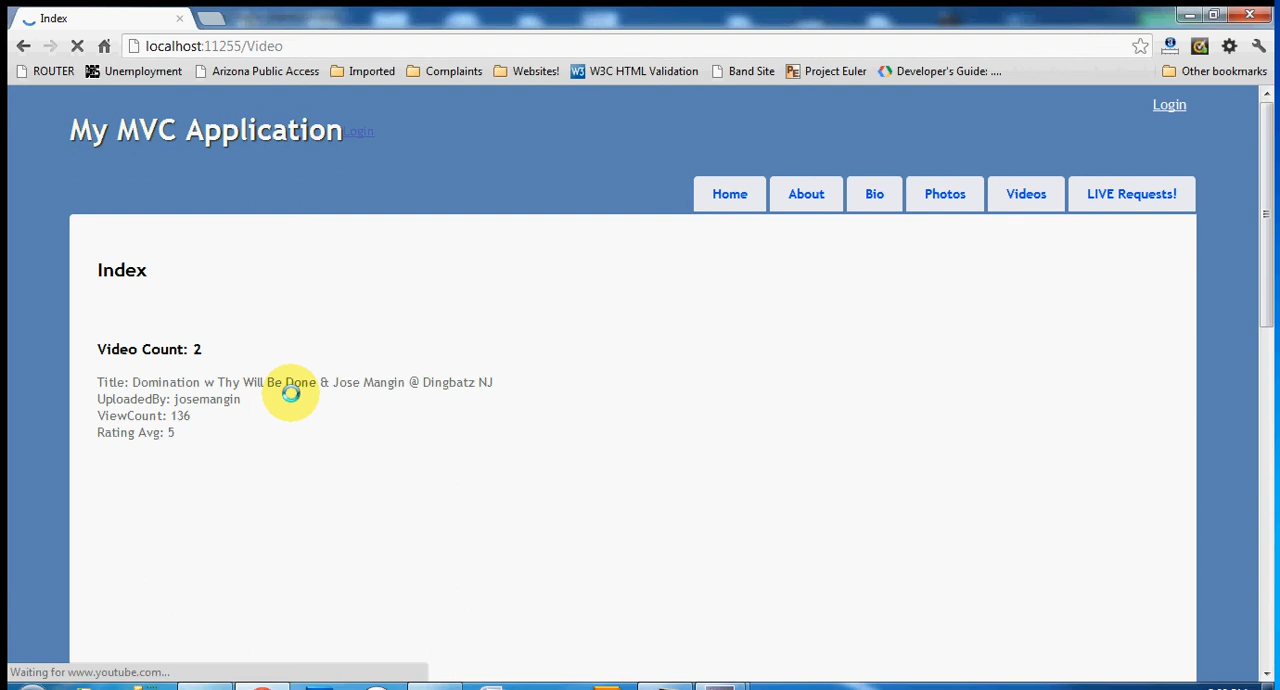 Index
localhost:11255/Video
ROUTER Unemployment Arizona Public Access Imported Complaints Websites! W3C HTML Validation Band Site Project Euler Developer's Guide: .... Other bookmarks
Login
My MVC Application Login
Home About Bio Photos Videos LIVE Requests!
Index
Video Count: 2
Title: Domination w Thy Will Be Done & Jose Mangin @ Dingbatz NJ
UploadedBy: josemangin
ViewCount: 136
Rating Avg: 5
Waiting for www.youtube.com...